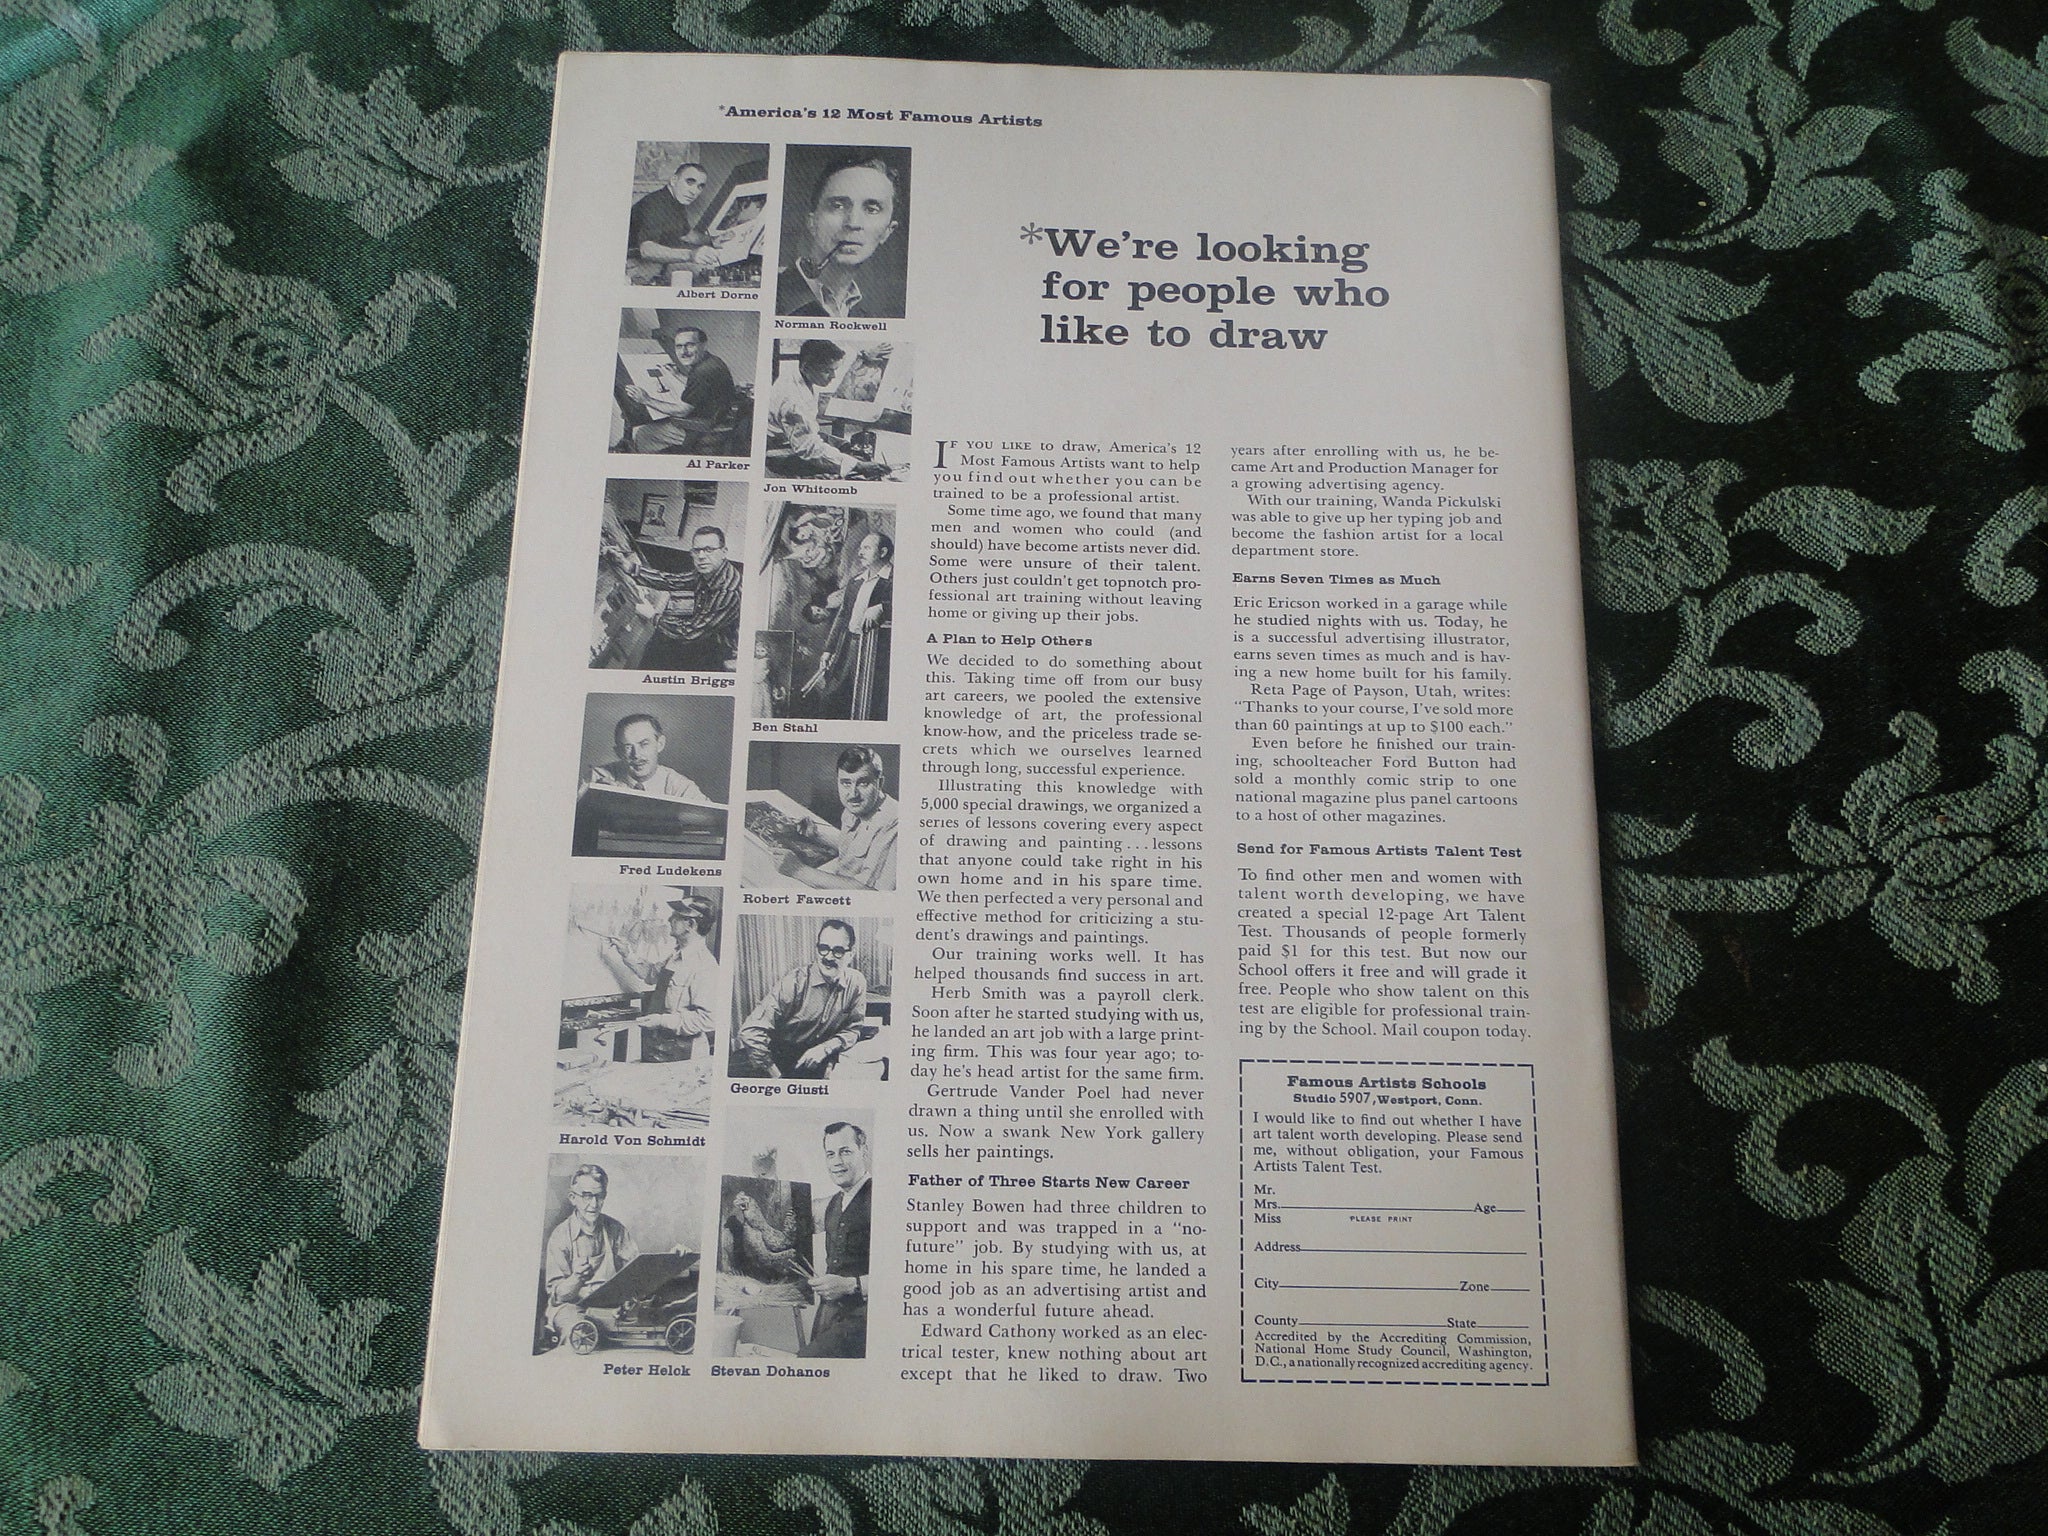 *America's 12 Most Famous Artists
Albert Dorne
Norman Rockwell
Al Parker
Jon Whitcomb
Austin Briggs
Ben Stahl
Fred Ludekens
Robert Fawcett
George Giusti
Harold Von Schmidt
Peter Helck
Stevan Dohanos
*We're looking
for people who
like to draw
IF YOU LIKE to draw, America's 12
Most Famous Artists want to help
you find out whether you can be
trained to be a professional artist.
Some time ago, we found that many
men and women who could (and
should) have become artists never did.
Some were unsure of their talent.
Others just couldn't get topnotch pro-
fessional art training without leaving
home or giving up their jobs.
A Plan to Help Others
We decided to do something about
this. Taking time off from our busy
art careers, we pooled the extensive
knowledge of art, the professional
know-how, and the priceless trade se-
crets which we ourselves learned
through long, successful experience.
Illustrating this knowledge with
5,000 special drawings, we organized a
series of lessons covering every aspect
of drawing and painting . . . lessons
that anyone could take right in his
own home and in his spare time.
We then perfected a very personal and
effective method for criticizing a stu-
dent's drawings and paintings.
Our training works well. It has
helped thousands find success in art.
Herb Smith was a payroll clerk.
Soon after he started studying with us,
he landed an art job with a large print-
ing firm. This was four year ago; to-
day he's head artist for the same firm.
Gertrude Vander Poel had never
drawn a thing until she enrolled with
us. Now a swank New York gallery
sells her paintings.
Father of Three Starts New Career
Stanley Bowen had three children to
support and was trapped in a "no-
future" job. By studying with us, at
home in his spare time, he landed a
good job as an advertising artist and
has a wonderful future ahead.
Edward Cathony worked as an elec-
trical tester, knew nothing about art
except that he liked to draw. Two
years after enrolling with us, he be-
came Art and Production Manager for
a growing advertising agency.
With our training, Wanda Pickulski
was able to give up her typing job and
become the fashion artist for a local
department store.
Earns Seven Times as Much
Eric Ericson worked in a garage while
he studied nights with us. Today, he
is a successful advertising illustrator,
earns seven times as much and is hav-
ing a new home built for his family.
Reta Page of Payson, Utah, writes:
"Thanks to your course, I've sold more
than 60 paintings at up to $100 each."
Even before he finished our train-
ing, schoolteacher Ford Button had
sold a monthly comic strip to one
national magazine plus panel cartoons
to a host of other magazines.
Send for Famous Artists Talent Test
To find other men and women with
talent worth developing, we have
created a special 12-page Art Talent
Test. Thousands of people formerly
paid $1 for this test. But now our
School offers it free and will grade it
free. People who show talent on this
test are eligible for professional train-
ing by the School. Mail coupon today.
Famous Artists Schools
Studio 5907, Westport, Conn.
I would like to find out whether I have
art talent worth developing. Please send
me, without obligation, your Famous
Artists Talent Test.
Mr.
Mrs. Age
Miss PLEASE PRINT
Address
City Zone
County State
Accredited by the Accrediting Commission,
National Home Study Council, Washington,
D.C., a nationally recognized accrediting agency.